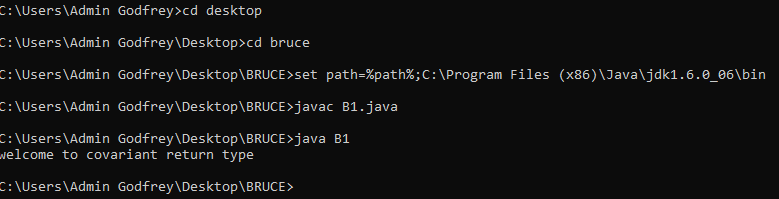 C:\Users\Admin Godfrey>cd desktop
C:\Users\Admin Godfrey\Desktop>cd bruce
C:\Users\Admin Godfrey\Desktop\BRUCE>set path=%path%;C:\Program Files (x86)\Java\jdk1.6.0_06\bin
C:\Users\Admin Godfrey\Desktop\BRUCE>javac B1.java
C:\Users\Admin Godfrey\Desktop\BRUCE>java B1
welcome to covariant return type
C:\Users\Admin Godfrey\Desktop\BRUCE>